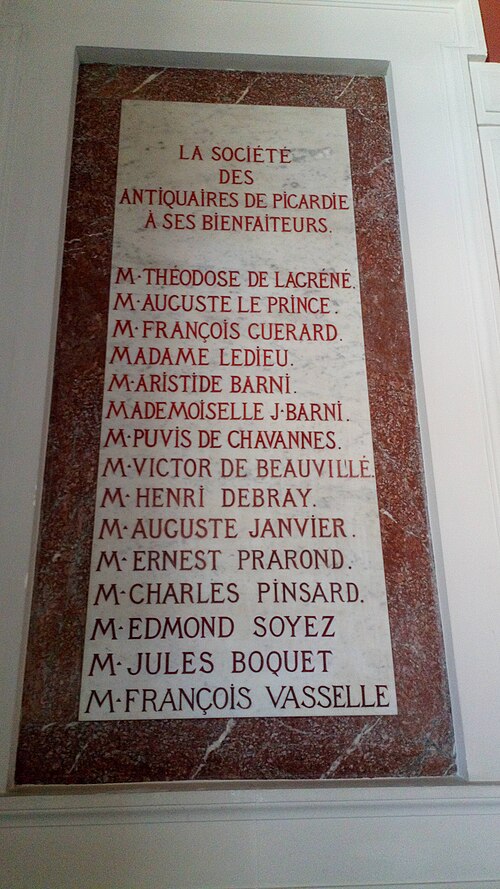 LA SOCIÉTÉ
DES
ANTIQUAIRES DE PICARDIE
À SES BIENFAITEURS.
M·THÉODOSE DE LAGRÉNÉ.
M·AUGUSTE LE PRINCE.
M·FRANÇOIS GUERARD.
MADAME LEDIEU.
M·ARISTIDE BARNI.
MADEMOISELLE J·BARNI.
M·PUVIS DE CHAVANNES.
M·VICTOR DE BEAUVILLÉ.
M·HENRI DEBRAY.
M·AUGUSTE JANVIER.
M·ERNEST PRAROND.
M·CHARLES PINSARD.
M·EDMOND SOYEZ
M·JULES BOQUET
M·FRANÇOIS VASSELLE